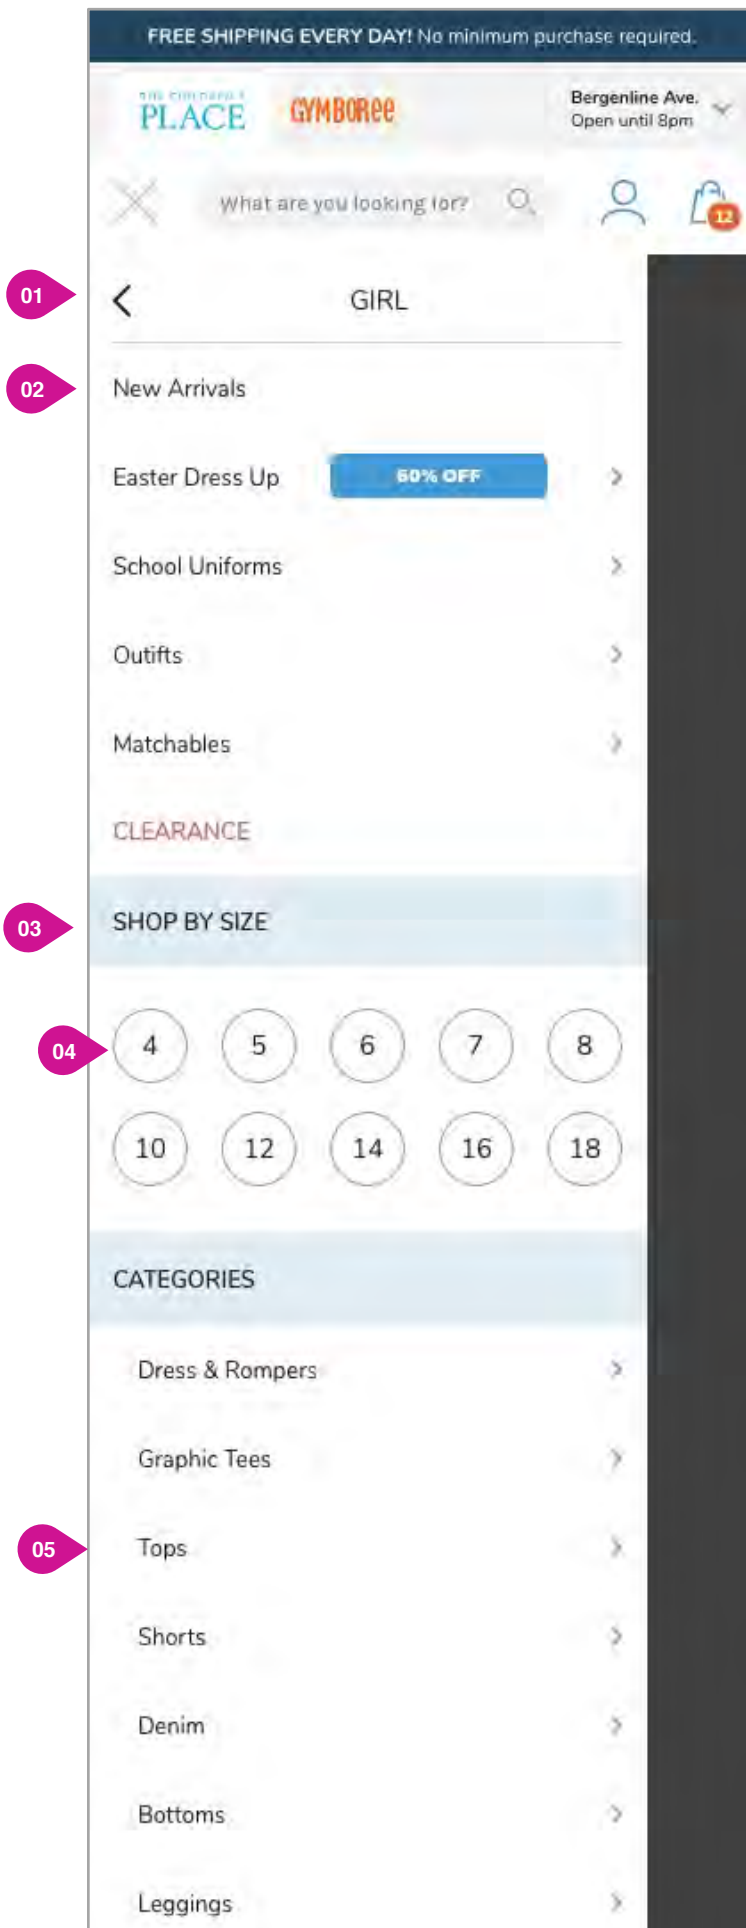 FREE SHIPPING EVERY DAY! No minimum purchase required.
THE CHILDREN'S
PLACE
GYMBOREE
Bergenline Ave.
Open until 8pm
What are you looking for?
12
01
GIRL
02
New Arrivals
Easter Dress Up
60% OFF
School Uniforms
Outifts
Matchables
CLEARANCE
03
SHOP BY SIZE
04
4 5 6 7 8
10 12 14 16 18
CATEGORIES
Dress & Rompers
Graphic Tees
05
Tops
Shorts
Denim
Bottoms
Leggings